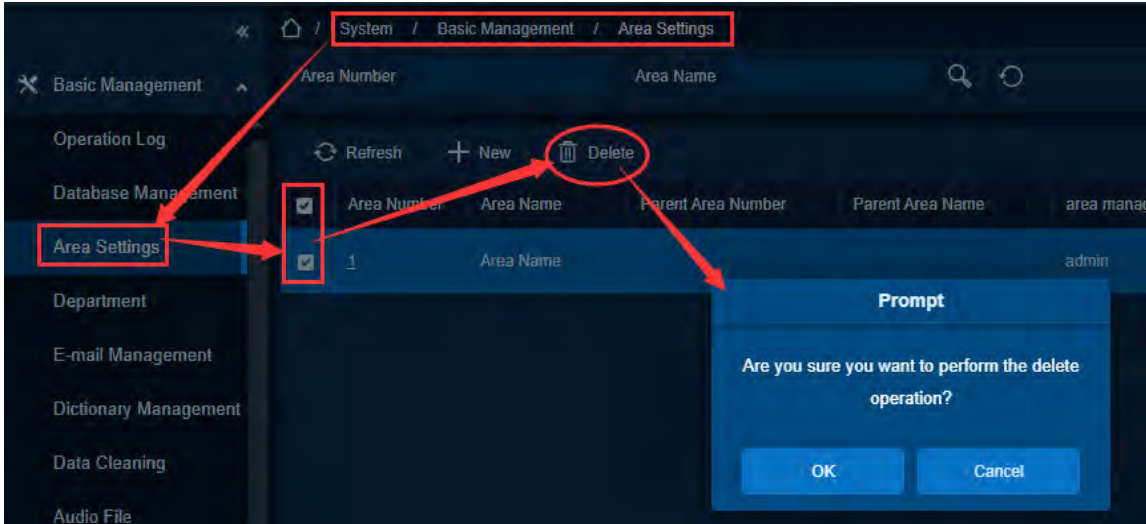 « / System / Basic Management / Area Settings
Basic Management
Area Number Area Name
Operation Log
Refresh New Delete
Database Management
Area Number Area Name Parent Area Number Parent Area Name area manag
Area Settings
1 Area Name admin
Department
Prompt
E-mail Management
Are you sure you want to perform the delete
operation?
Dictionary Management
Data Cleaning
OK Cancel
Audio File